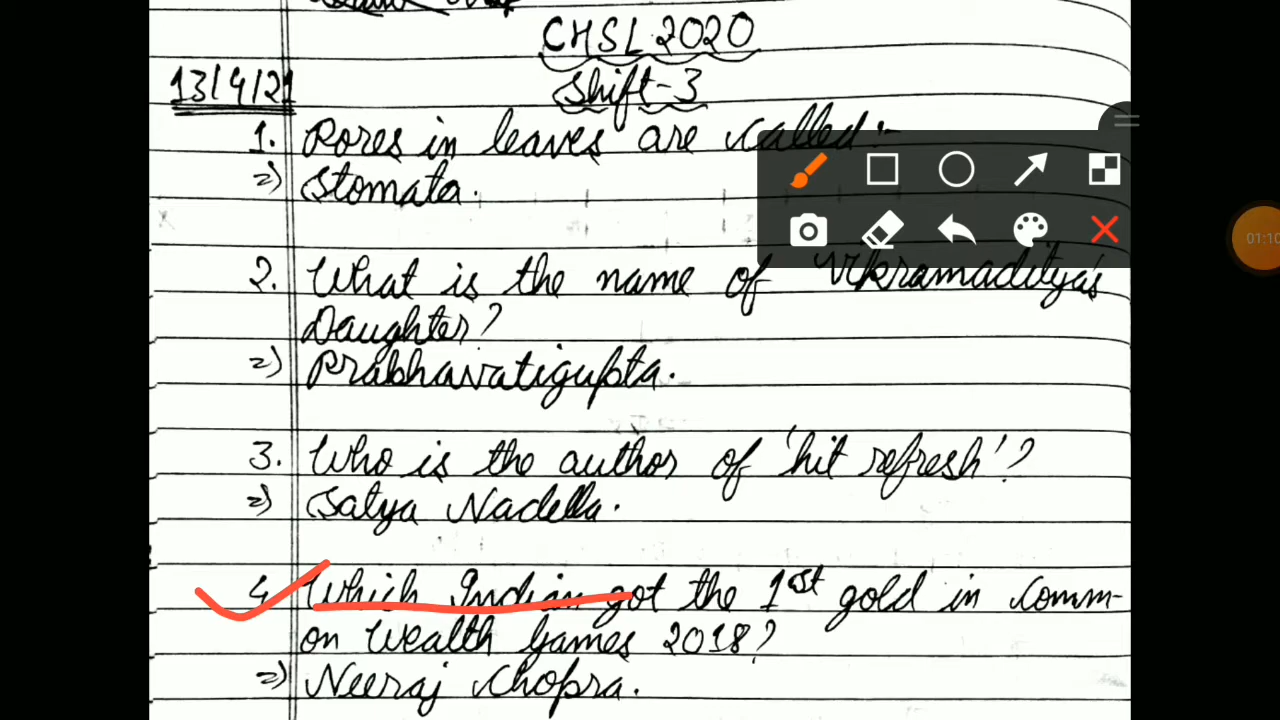 CHSL 2020
13/4/21
Shift-3
1. Pores in leaves are called:-
=) Stomata.
2. What is the name of Vikramaditya's
Daughter?
=) Prabhavatigupta.
3. Who is the author of 'hit refresh'?
=) Satya Nadella.
4. Which Indian got the 1st gold in comm-
on wealth games 2018?
=) Neeraj Chopra.
01:10